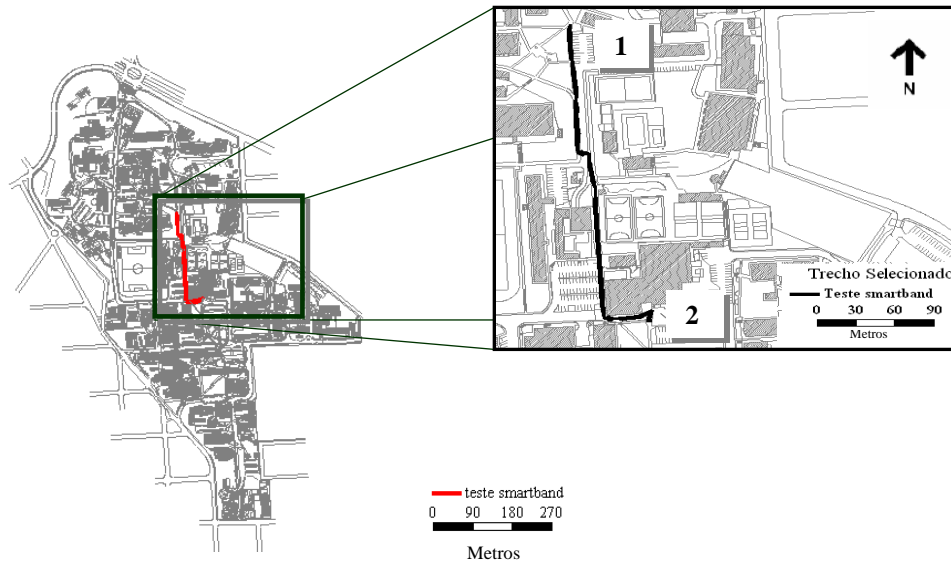 1
N
2
Trecho Selecionado
Teste smartband
0 30 60 90
Metros
teste smartband
0 90 180 270
Metros